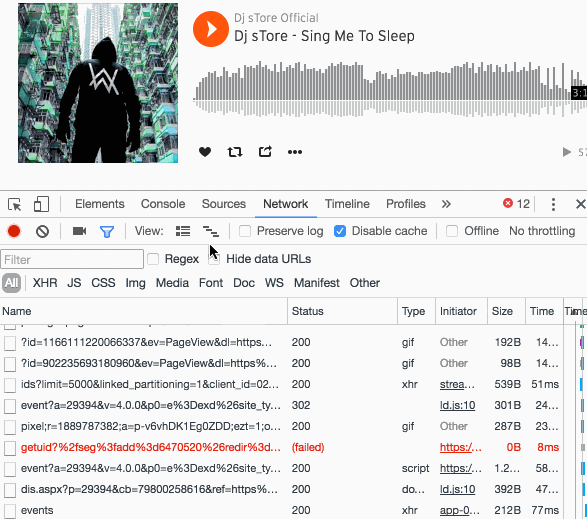 Dj sTore Official
Dj sTore - Sing Me To Sleep
3:1
57
Elements Console Sources Network Timeline Profiles » 12
View: Preserve log Disable cache Offline No throttling
Filter Regex Hide data URLs
All XHR JS CSS Img Media Font Doc WS Manifest Other
Name Status Type Initiator Size Time
?id=1166111220066337&ev=PageView&dl=https... 200 gif Other 192B 14...
?id=902235693180960&ev=PageView&dl=https%... 200 gif Other 98B 14...
ids?limit=5000&linked_partitioning=1&client_id=02... 200 xhr strea... 539B 51ms
event?a=29394&v=4.0.0&p0=e%3Dexd%26site_ty... 302 ld.js:10 301B 24...
pixel;r=1889787382;a=p-v6vhDK1Eg0ZDD;ezt=1;o... 200 gif Other 287B 23...
getuid?%2fseg%3fadd%3d6470520%26redir%3d... (failed) https:/... 0B 8ms
event?a=29394&v=4.0.0&p0=e%3Dexd%26site_ty... 200 script https:/... 1.2... 58...
dis.aspx?p=29394&cb=79800258616&ref=https%... 200 do... ld.js:10 392B 47...
events 200 xhr app-0... 212B 77ms